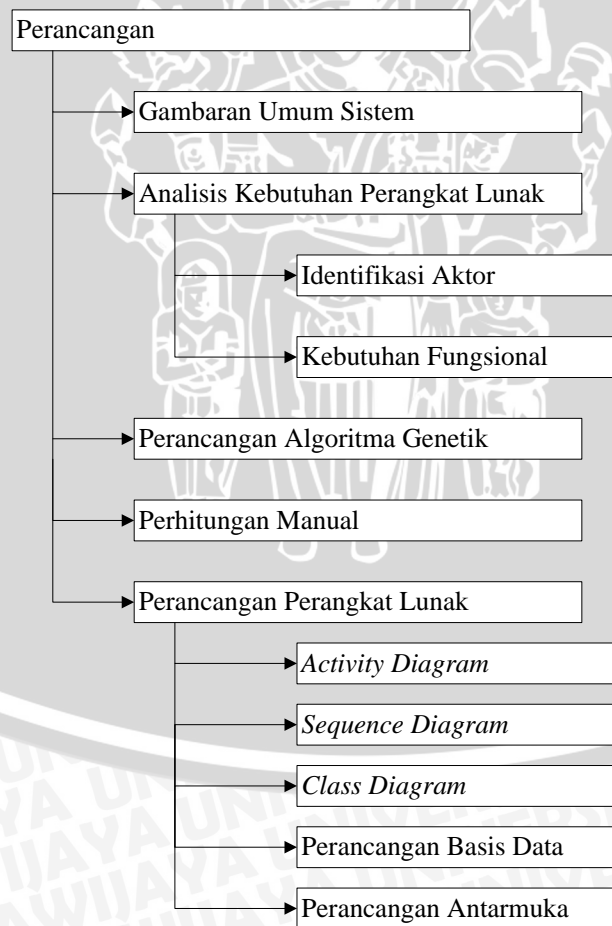 Perancangan
Gambaran Umum Sistem
Analisis Kebutuhan Perangkat Lunak
Identifikasi Aktor
Kebutuhan Fungsional
Perancangan Algoritma Genetik
Perhitungan Manual
Perancangan Perangkat Lunak
Activity Diagram
Sequence Diagram
Class Diagram
Perancangan Basis Data
Perancangan Antarmuka